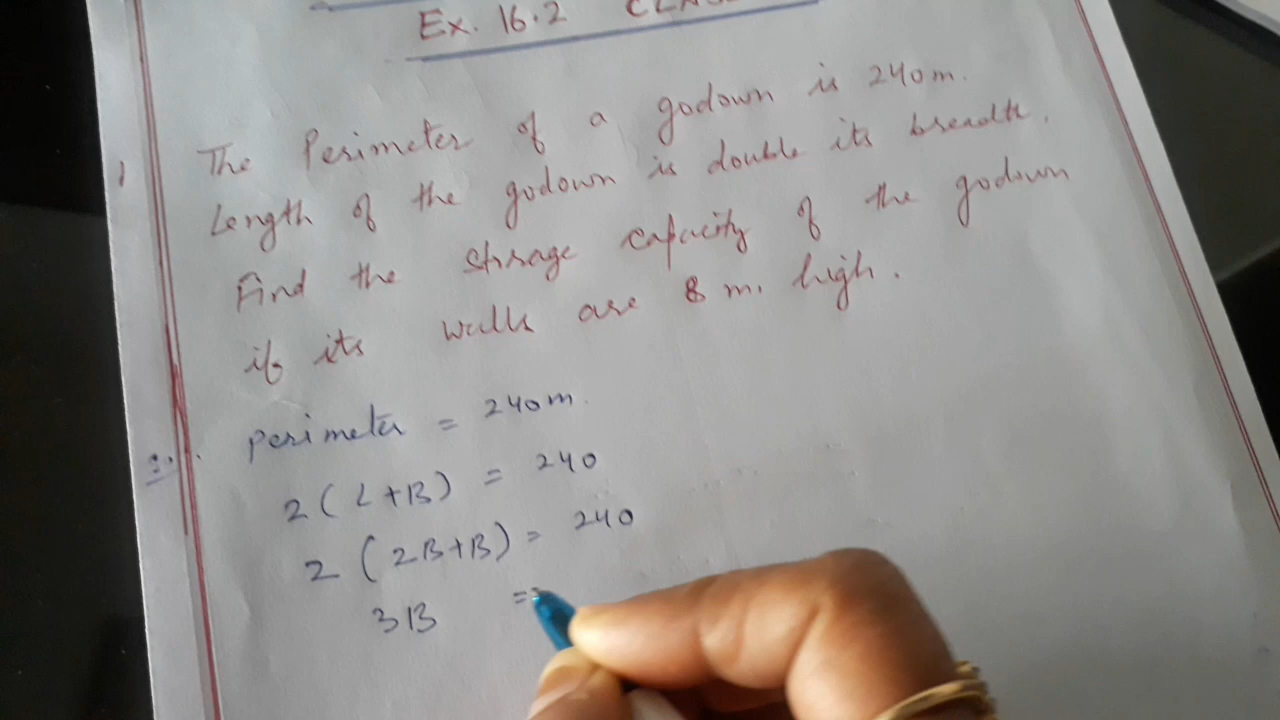 Ex. 16.2
1 The Perimeter of a godown is 240m.
Length of the godown is double its breadth.
Find the storage capacity of the godown
if its walls are 8 m. high.
perimeter = 240m.
2 ( L+B ) = 240
2 ( 2B+B ) = 240
3B =